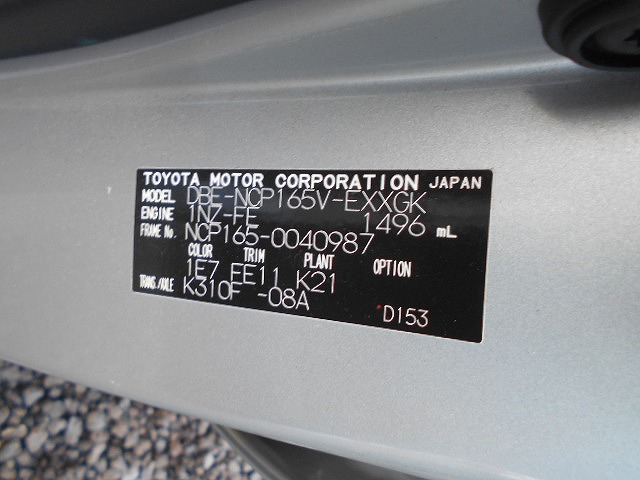 TOYOTA MOTOR CORPORATION JAPAN
MODEL DBE-NCP165V-EXXGK
ENGINE 1NZ-FE 1496 mL
FRAME No. NCP165-0040987
COLOR TRIM PLANT OPTION
1E7 FE11 K21
TRANS./AXLE K310F -08A
D153